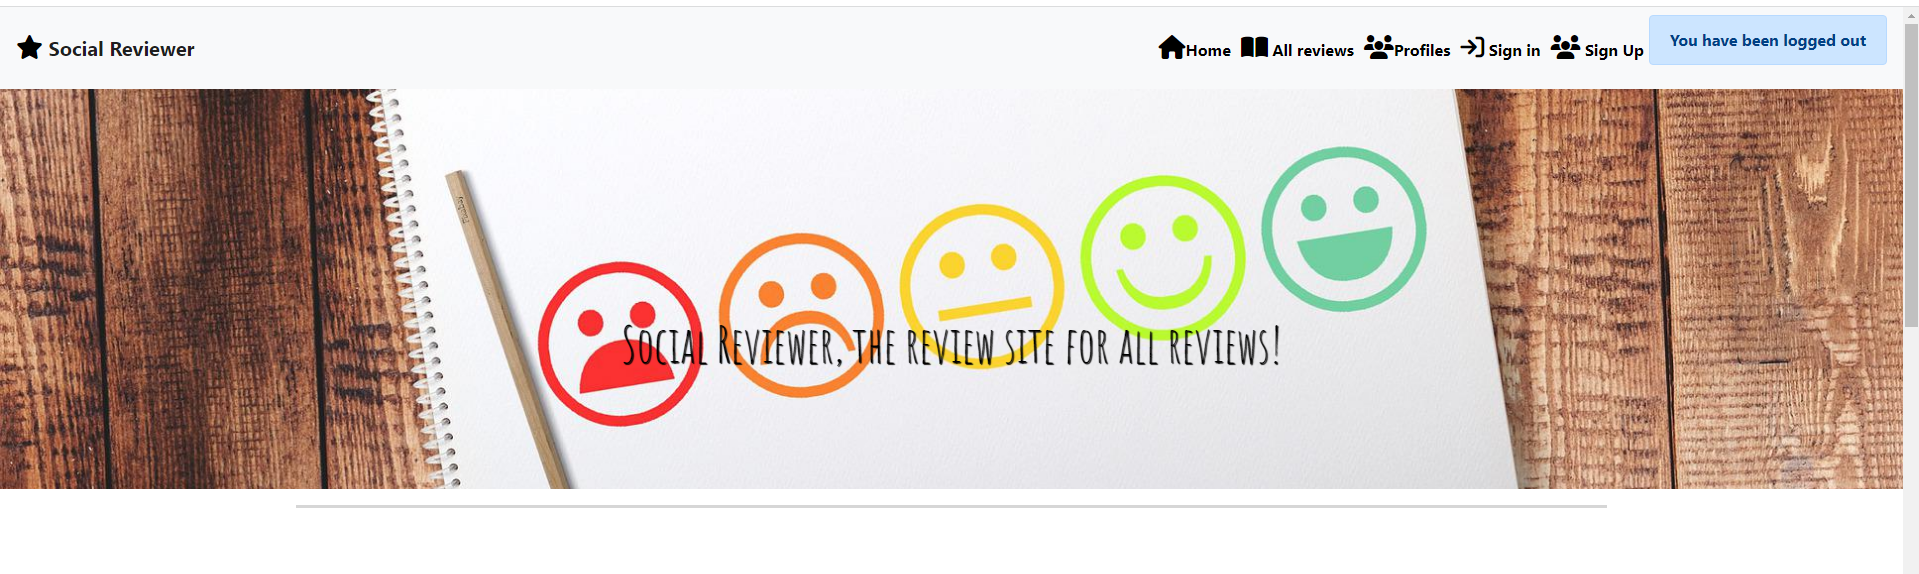 Social Reviewer
Home All reviews Profiles Sign in Sign Up
You have been logged out
Social Reviewer, the review site for all reviews!